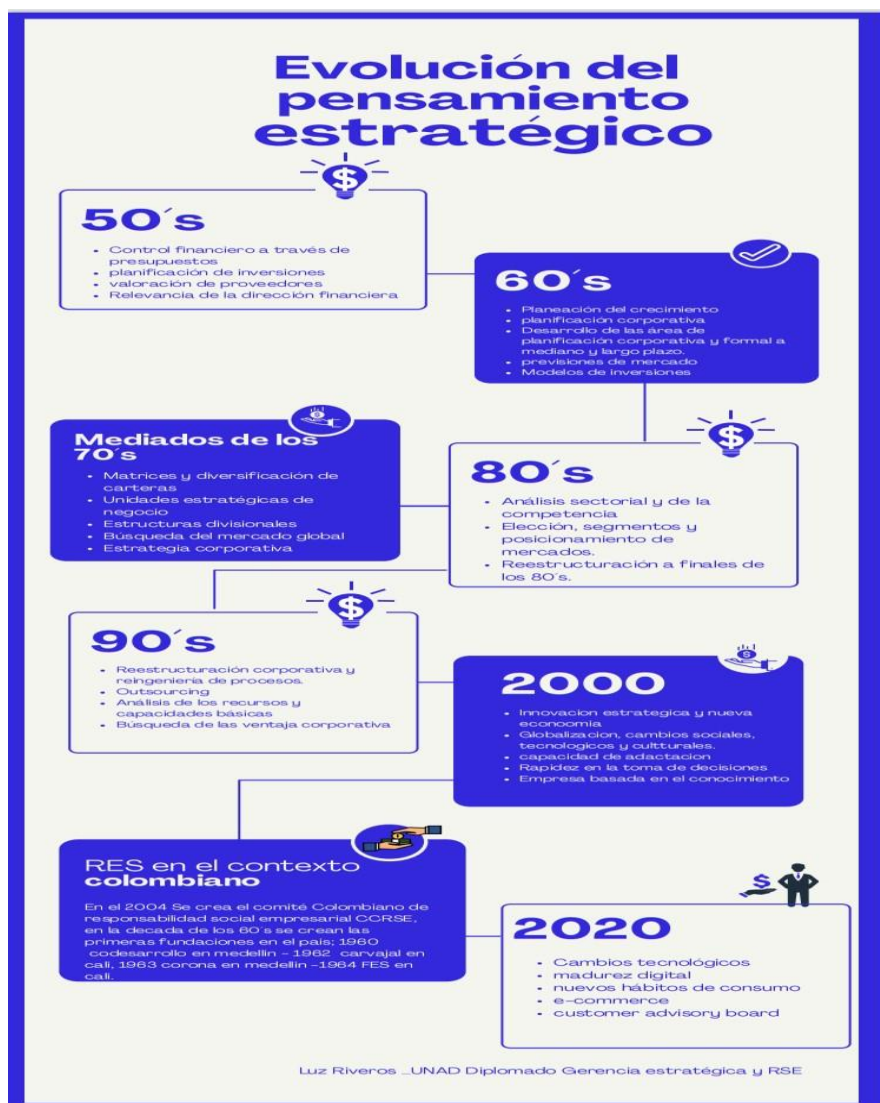 Evolución del
pensamiento
estratégico
50´s
• Control financiero a través de
presupuestos
• planificación de inversiones
• valoración de proveedores
• Relevancia de la dirección financiera
60´s
• Planeación del crecimiento
• planificación corporativa
• Desarrollo de las área de
planificación corporativa y formal a
mediano y largo plazo.
• previsiones de mercado
• Modelos de inversiones
Mediados de los
70´s
• Matrices y diversificación de
carteras
• Unidades estratégicas de
negocio
• Estructuras divisionales
• Búsqueda del mercado global
• Estrategia corporativa
80´s
• Análisis sectorial y de la
competencia
• Elección, segmentos y
posicionamiento de
mercados.
• Reestructuración a finales de
los 80´s.
90´s
• Reestructuración corporativa y
reingeniería de procesos.
• Outsourcing
• Análisis de los recursos y
capacidades básicas
• Búsqueda de las ventaja corporativa
2000
• Innovacion estrategica y nueva
economia
• Globalizacion, cambios sociales,
tecnologicos y cultturales.
• capacidad de adactacion
• Rapidez en la toma de decisiones
• Empresa basada en el conocimiento
RES en el contexto
colombiano
En el 2004 Se crea el comité Colombiano de
responsabilidad social empresarial CCRSE,
en la decada de los 60´s se crean las
primeras fundaciones en el pais; 1960
codesarrollo en medellin - 1962 carvajal en
cali, 1963 corona en medellin -1964 FES en
cali.
2020
• Cambios tecnológicos
• madurez digital
• nuevos hábitos de consumo
• e-commerce
• customer advisory board
Luz Riveros _UNAD Diplomado Gerencia estratégica y RSE